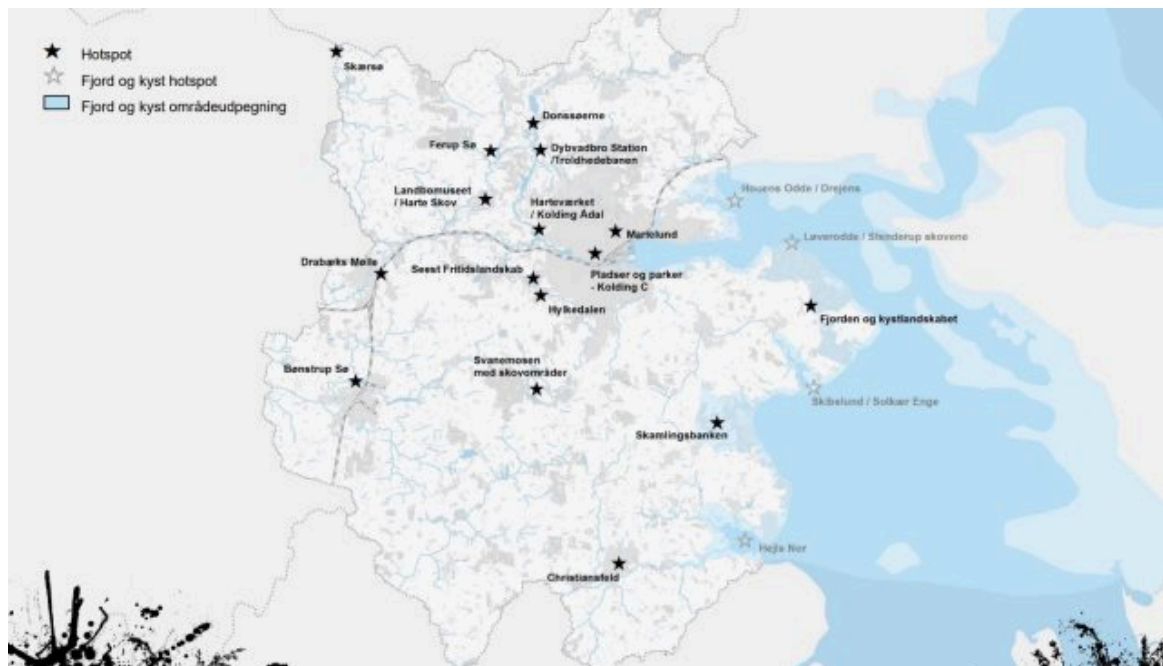 Hotspot
Fjord og kyst hotspot
Fjord og kyst områdeudpegning
Skærsø
Donssøerne
Ferup Sø
Dybvadbro Station
/Troldhedebanen
Landbomuseet
/ Harte Skov
Harteværket
/ Kolding Ådal
Houens Odde / Drejens
Marielund
Løverodde / Stenderup skovene
Drabæks Mølle
Seest Fritidslandskab
Pladser og parker
- Kolding C
Hylkedalen
Fjorden og kystlandskabet
Bønstrup Sø
Svanemosen
med skovområder
Skibelund / Solkær Enge
Skamlingsbanken
Hejls Nor
Christiansfeld